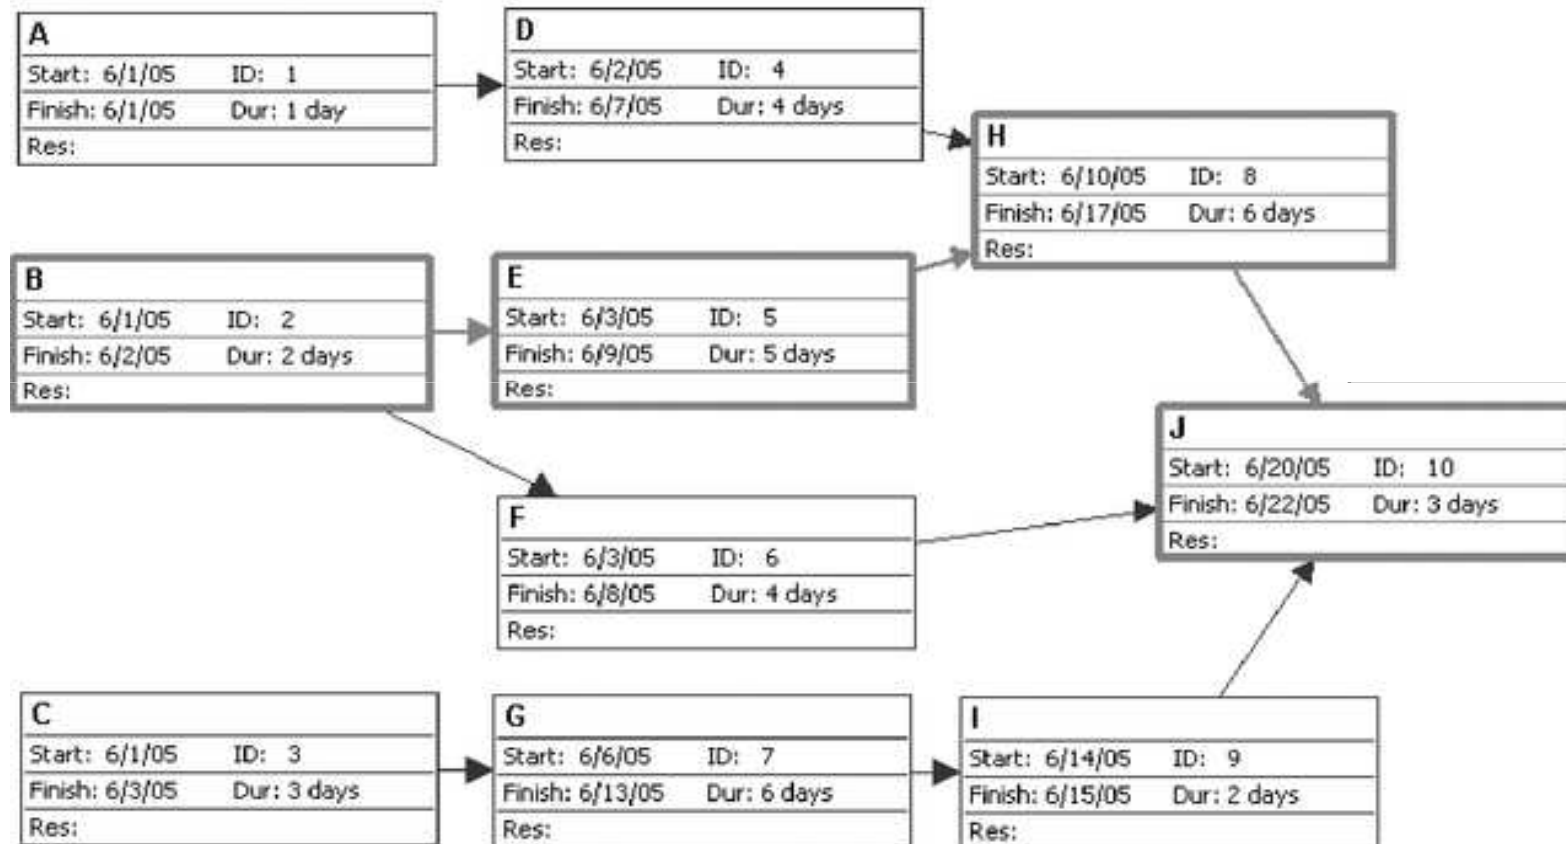 A
Start: 6/1/05 ID: 1
Finish: 6/1/05 Dur: 1 day
Res:
D
Start: 6/2/05 ID: 4
Finish: 6/7/05 Dur: 4 days
Res:
H
Start: 6/10/05 ID: 8
Finish: 6/17/05 Dur: 6 days
Res:
B
Start: 6/1/05 ID: 2
Finish: 6/2/05 Dur: 2 days
Res:
E
Start: 6/3/05 ID: 5
Finish: 6/9/05 Dur: 5 days
Res:
J
Start: 6/20/05 ID: 10
Finish: 6/22/05 Dur: 3 days
Res:
F
Start: 6/3/05 ID: 6
Finish: 6/8/05 Dur: 4 days
Res:
C
Start: 6/1/05 ID: 3
Finish: 6/3/05 Dur: 3 days
Res:
G
Start: 6/6/05 ID: 7
Finish: 6/13/05 Dur: 6 days
Res:
I
Start: 6/14/05 ID: 9
Finish: 6/15/05 Dur: 2 days
Res: